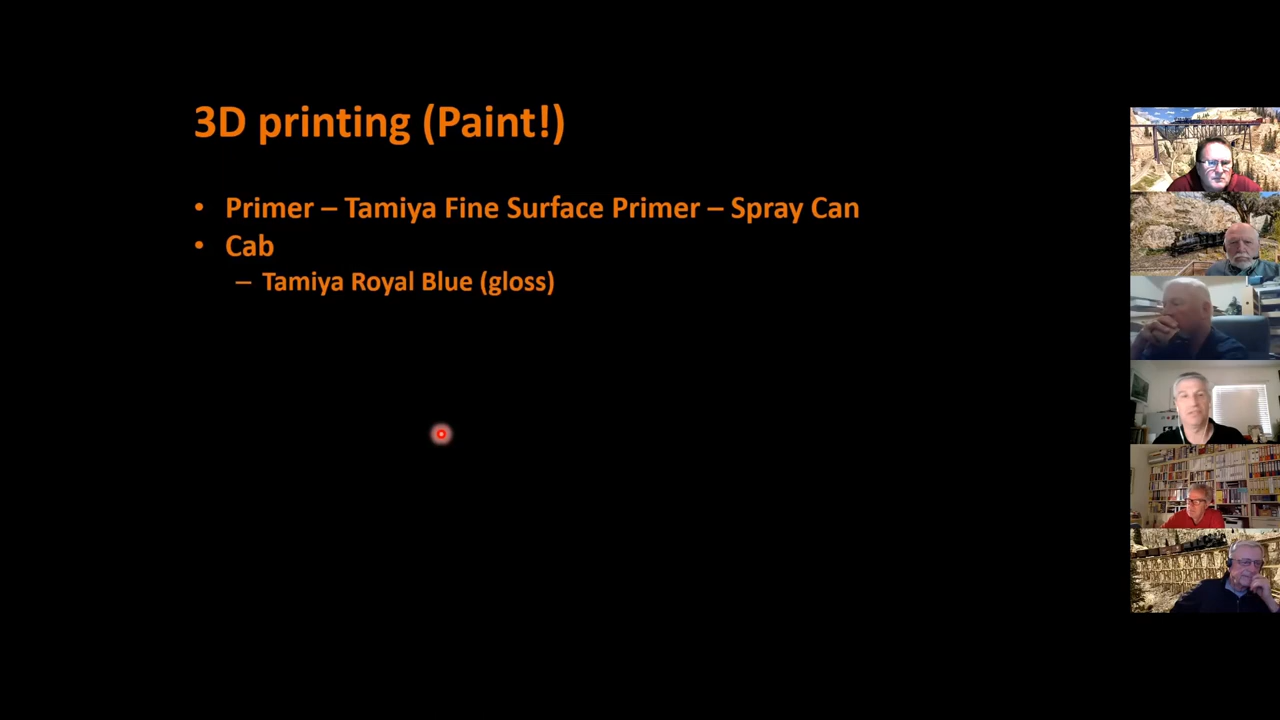 3D printing (Paint!)
• Primer – Tamiya Fine Surface Primer – Spray Can
• Cab
– Tamiya Royal Blue (gloss)